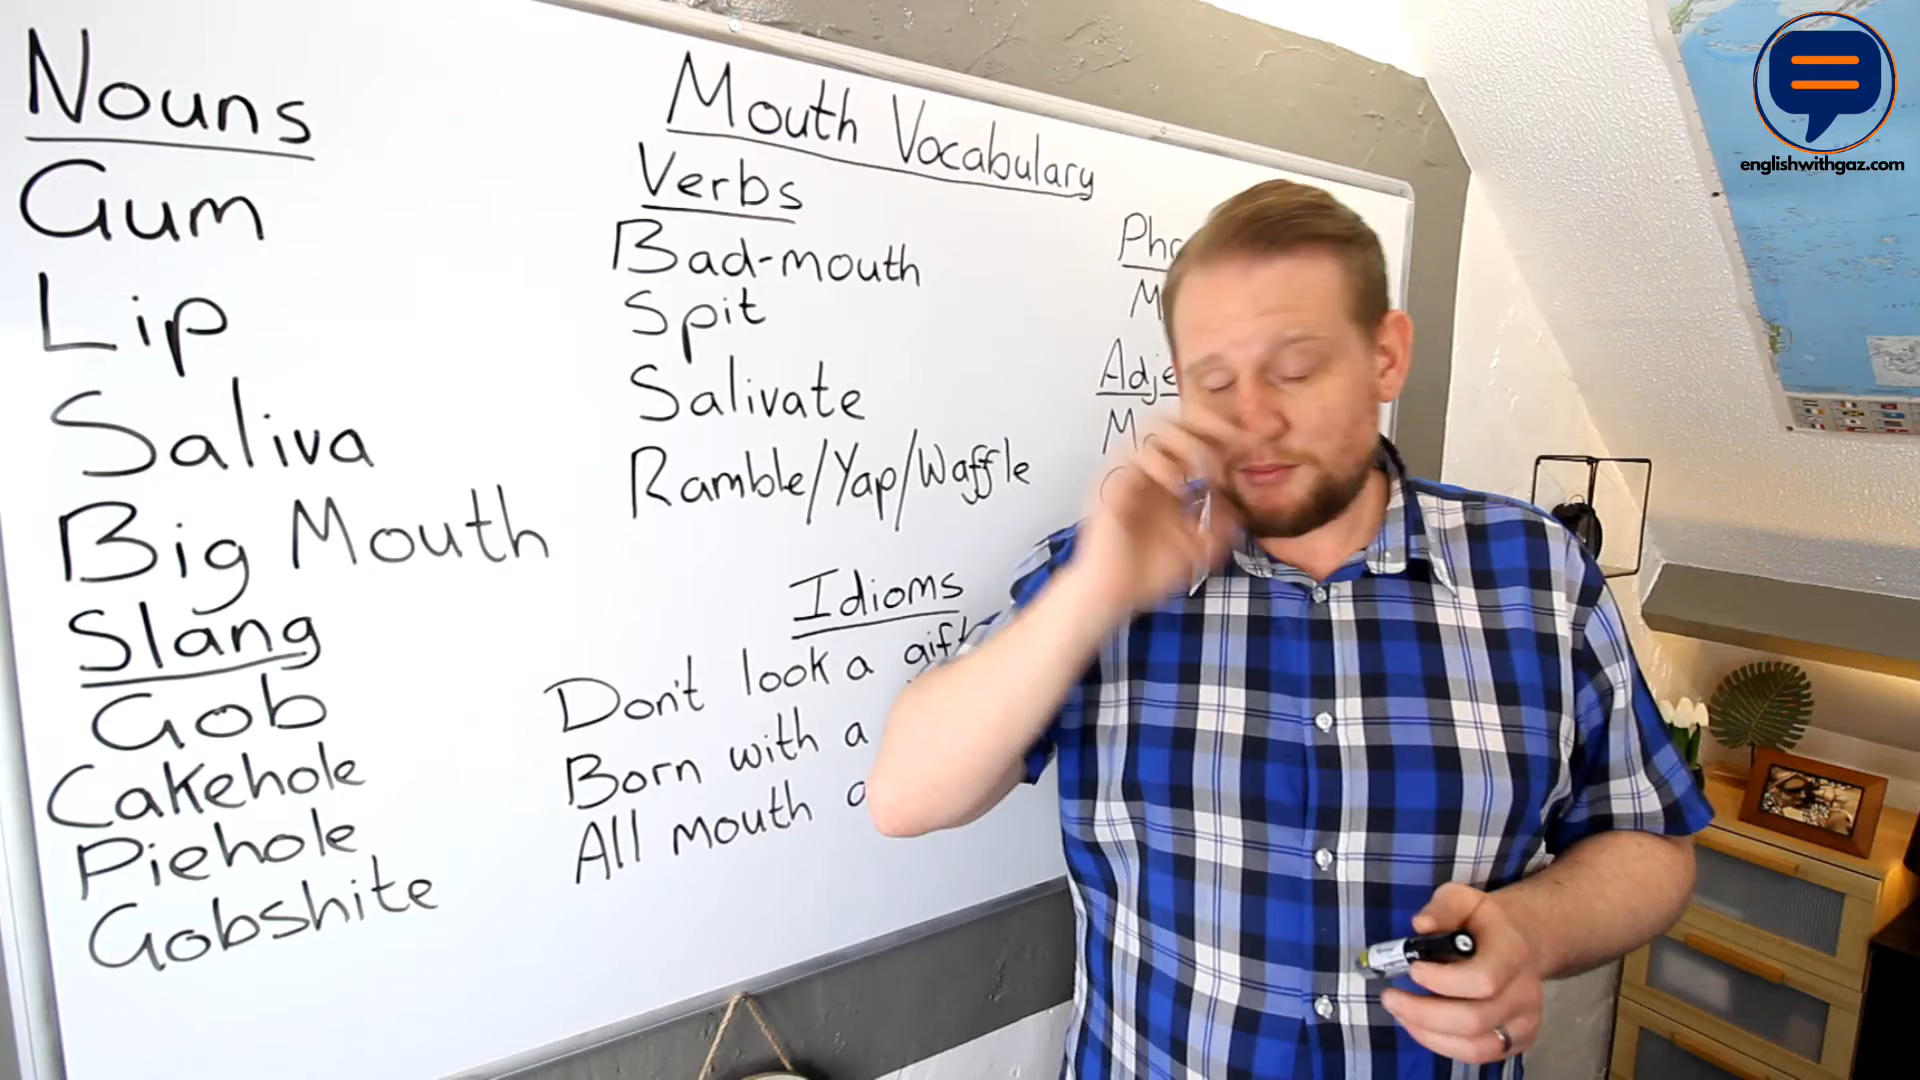 Mouth Vocabulary
Nouns
Gum
Lip
Saliva
Big Mouth
Slang
Gob
Cakehole
Piehole
Gobshite
Verbs
Bad-mouth
Spit
Salivate
Ramble/Yap/Waffle
Idioms
Don't look a gift
Born with a
All mouth
englishwithgaz.com